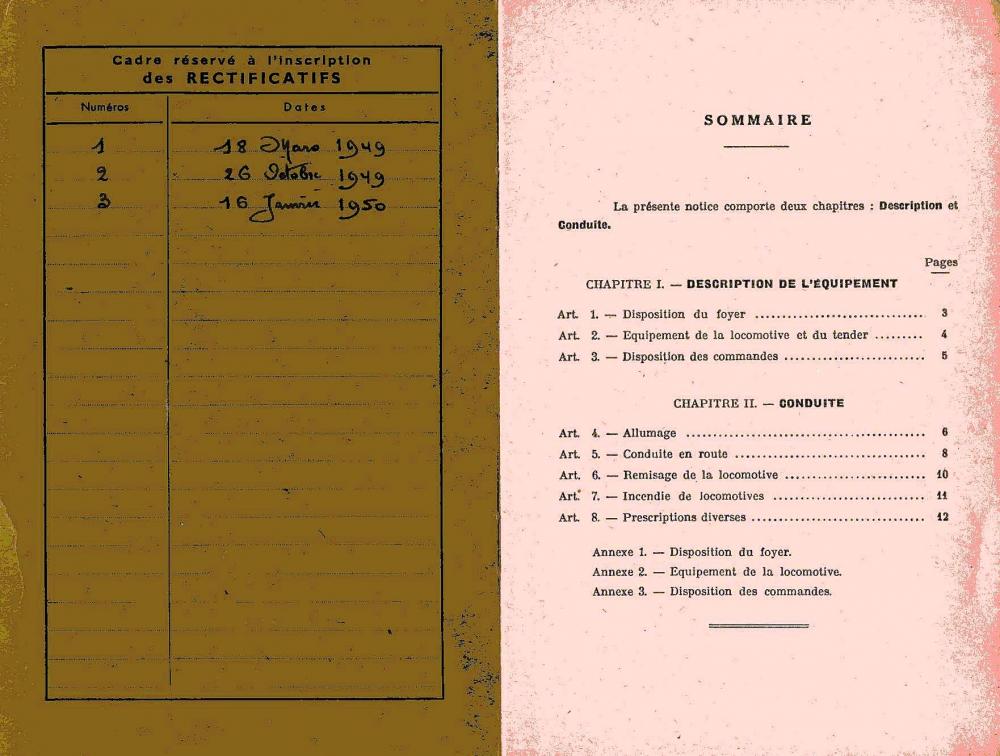 Cadre réservé à l'inscription
des RECTIFICATIFS
Numéros Dates
1 18 Mars 1949
2 26 Octobre 1949
3 16 Janvier 1950
SOMMAIRE
La présente notice comporte deux chapitres : Description et
Conduite.
Pages
CHAPITRE I. — DESCRIPTION DE L'ÉQUIPEMENT
Art. 1. — Disposition du foyer .......................................... 3
Art. 2. — Equipement de la locomotive et du tender ......... 4
Art. 3. — Disposition des commandes .................................. 5
CHAPITRE II. — CONDUITE
Art. 4. — Allumage .......................................................... 6
Art. 5. — Conduite en route .............................................. 8
Art. 6. — Remisage de la locomotive .................................. 10
Art. 7. — Incendie de locomotives ..................................... 11
Art. 8. — Prescriptions diverses .......................................... 12
Annexe 1. — Disposition du foyer.
Annexe 2. — Equipement de la locomotive.
Annexe 3. — Disposition des commandes.